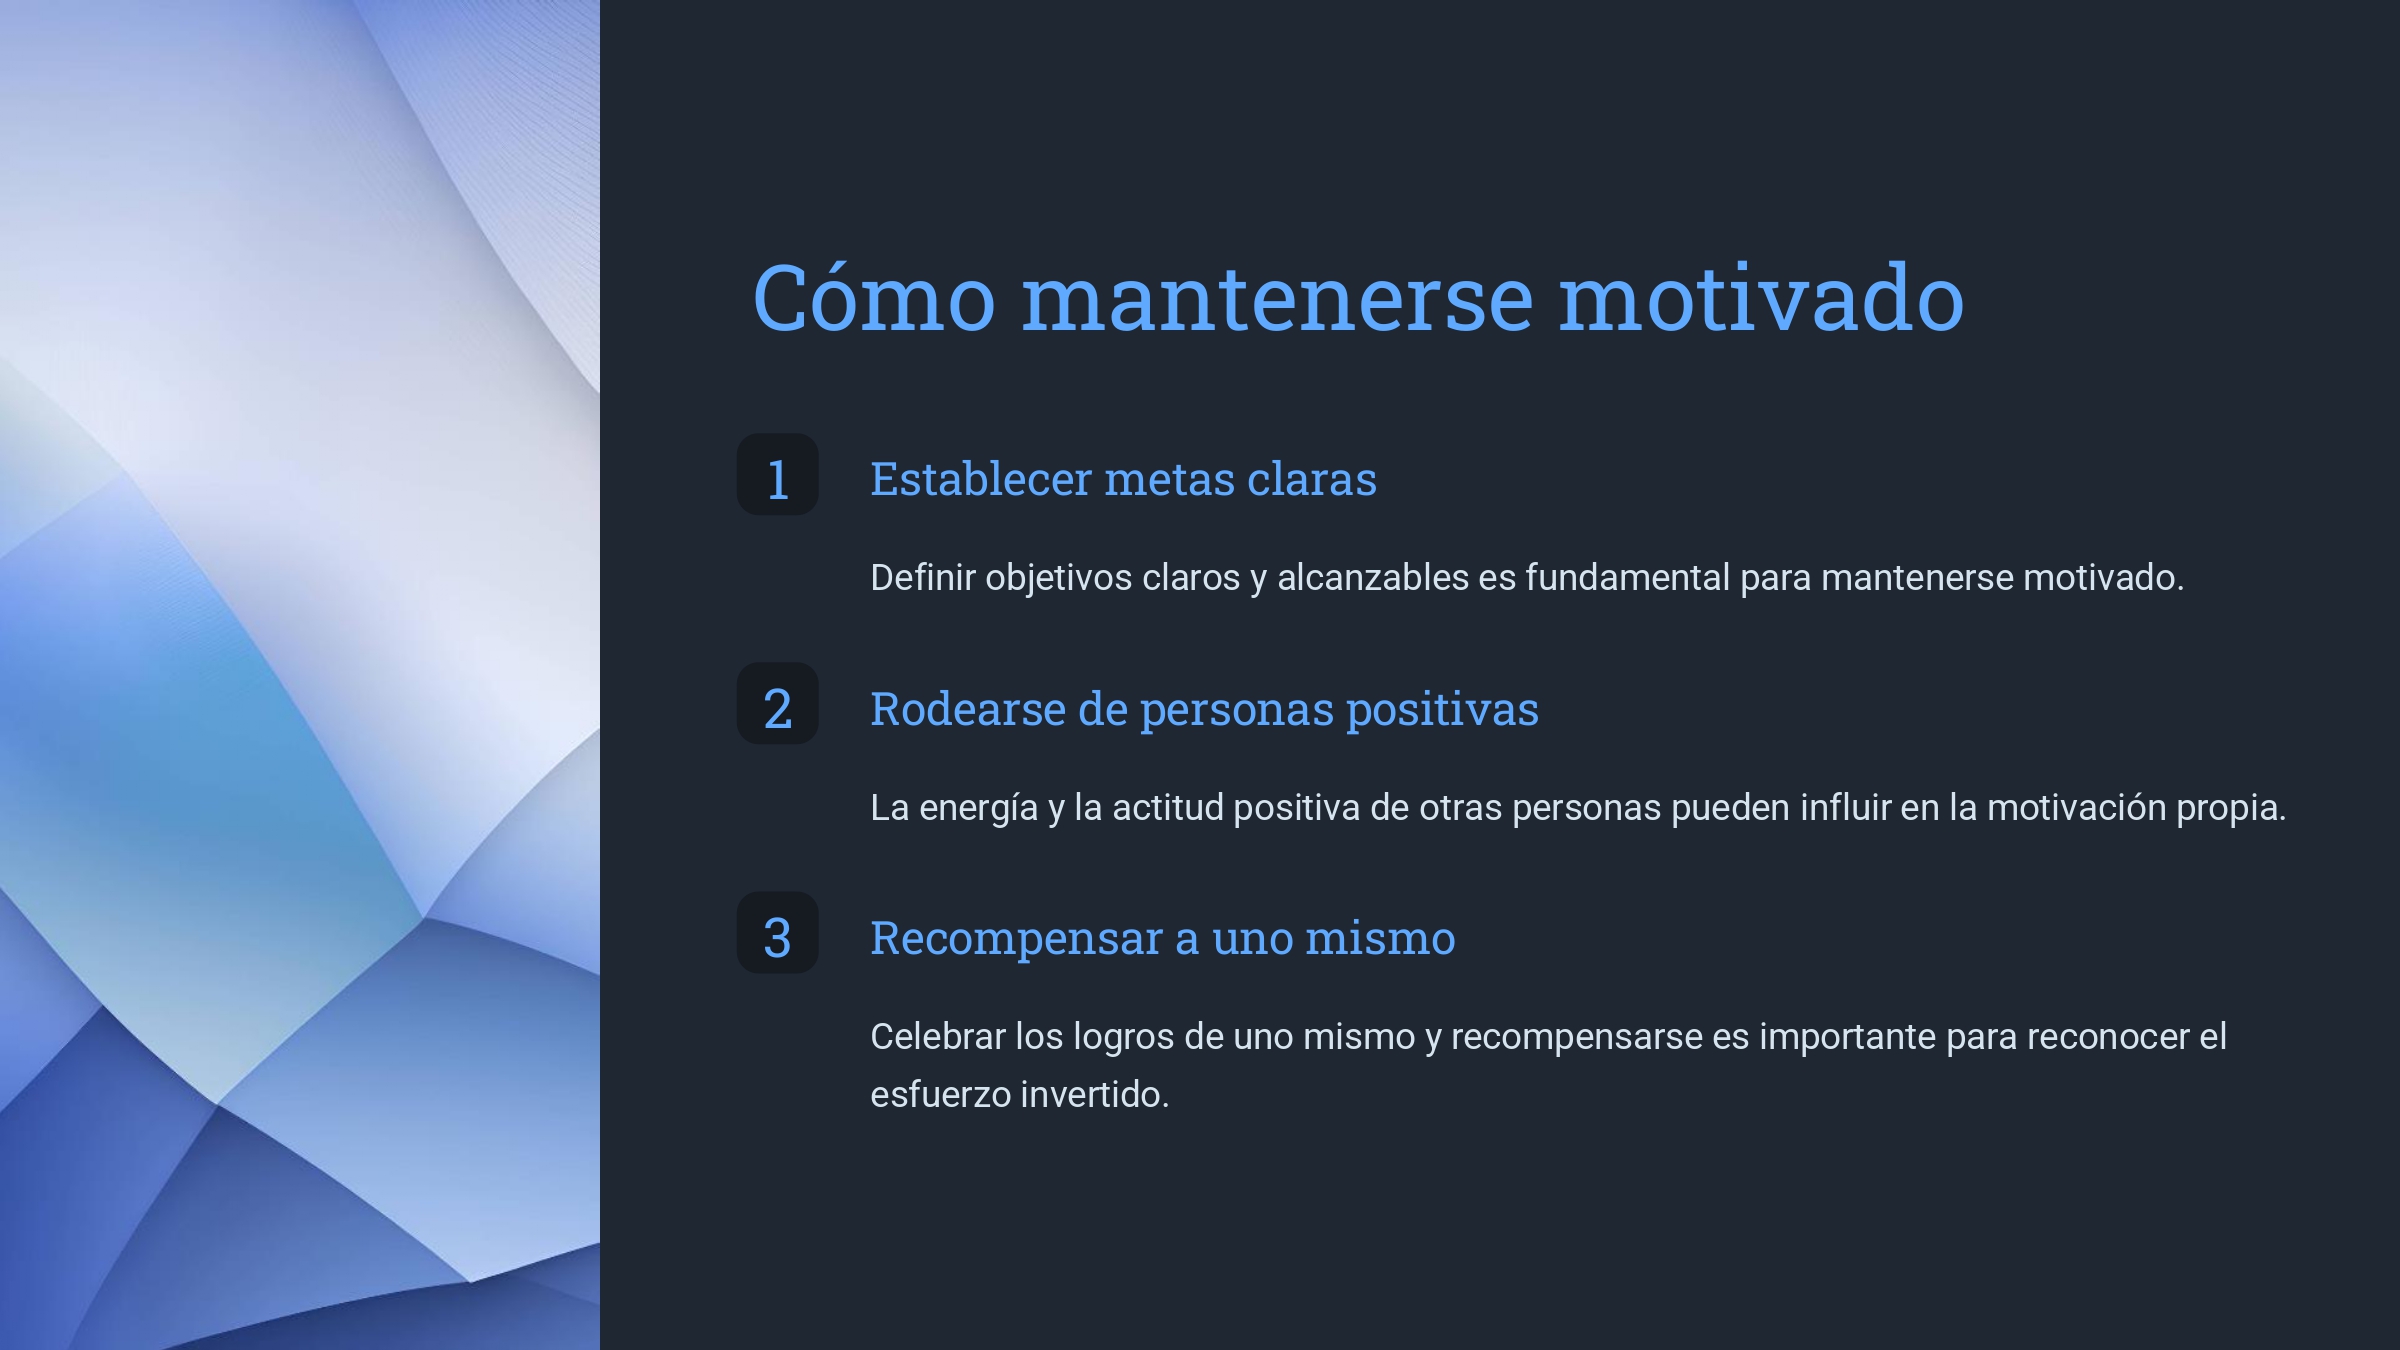 Cómo mantenerse motivado
1
Establecer metas claras
Definir objetivos claros y alcanzables es fundamental para mantenerse motivado.
2
Rodearse de personas positivas
La energía y la actitud positiva de otras personas pueden influir en la motivación propia.
3
Recompensar a uno mismo
Celebrar los logros de uno mismo y recompensarse es importante para reconocer el
esfuerzo invertido.